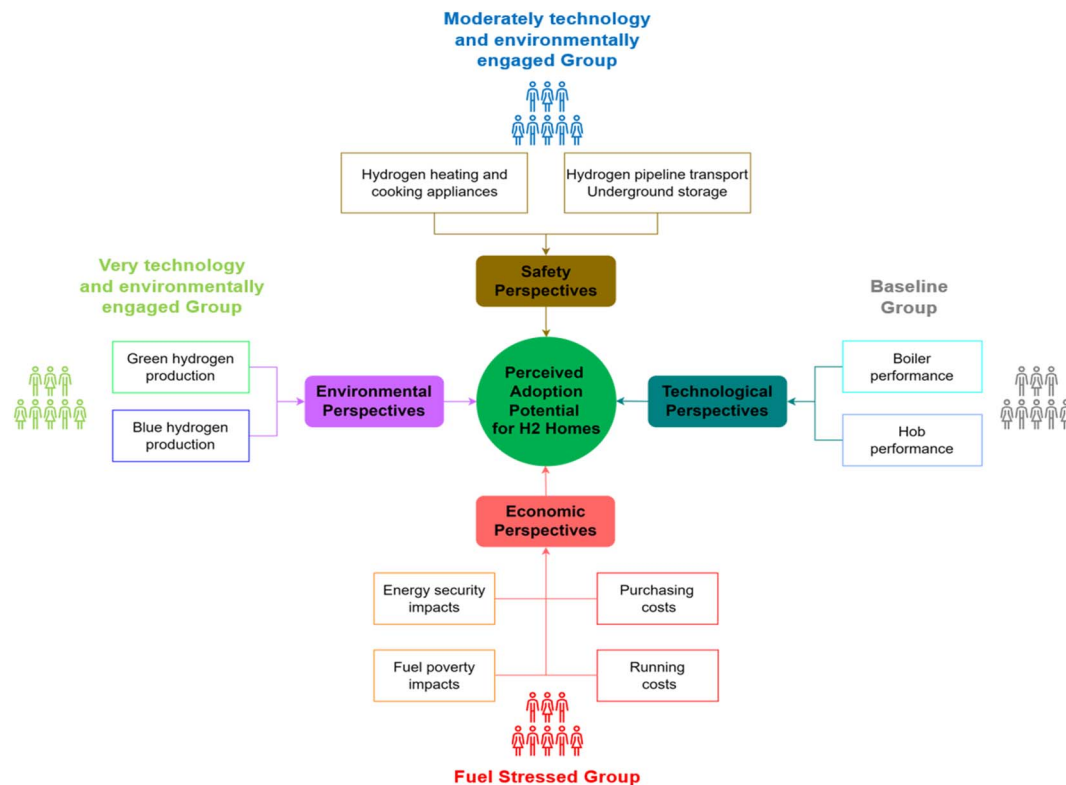 Moderately technology
and environmentally
engaged Group
Hydrogen heating and
cooking appliances
Hydrogen pipeline transport
Underground storage
Safety
Perspectives
Very technology
and environmentally
engaged Group
Green hydrogen
production
Blue hydrogen
production
Environmental
Perspectives
Perceived
Adoption
Potential
for H2 Homes
Technological
Perspectives
Baseline
Group
Boiler
performance
Hob
performance
Economic
Perspectives
Energy security
impacts
Purchasing
costs
Fuel poverty
impacts
Running
costs
Fuel Stressed Group